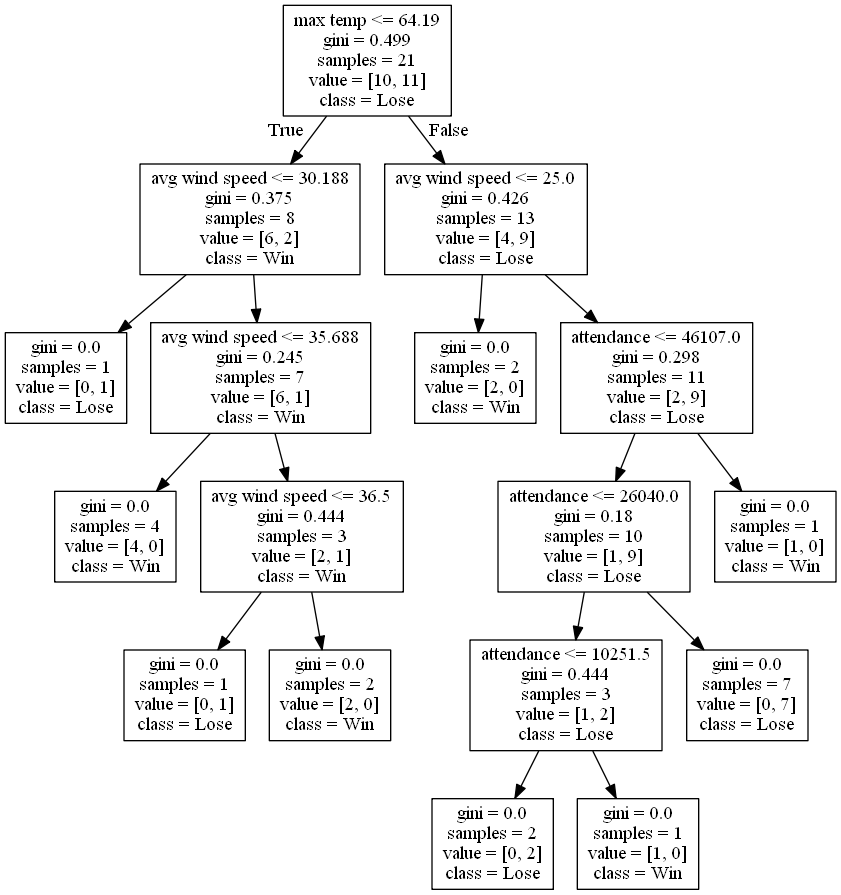 max temp <= 64.19
gini = 0.499
samples = 21
value = [10, 11]
class = Lose
True
False
avg wind speed <= 30.188
gini = 0.375
samples = 8
value = [6, 2]
class = Win
avg wind speed <= 25.0
gini = 0.426
samples = 13
value = [4, 9]
class = Lose
gini = 0.0
samples = 1
value = [0, 1]
class = Lose
avg wind speed <= 35.688
gini = 0.245
samples = 7
value = [6, 1]
class = Win
gini = 0.0
samples = 2
value = [2, 0]
class = Win
attendance <= 46107.0
gini = 0.298
samples = 11
value = [2, 9]
class = Lose
gini = 0.0
samples = 4
value = [4, 0]
class = Win
avg wind speed <= 36.5
gini = 0.444
samples = 3
value = [2, 1]
class = Win
attendance <= 26040.0
gini = 0.18
samples = 10
value = [1, 9]
class = Lose
gini = 0.0
samples = 1
value = [1, 0]
class = Win
gini = 0.0
samples = 1
value = [0, 1]
class = Lose
gini = 0.0
samples = 2
value = [2, 0]
class = Win
attendance <= 10251.5
gini = 0.444
samples = 3
value = [1, 2]
class = Lose
gini = 0.0
samples = 7
value = [0, 7]
class = Lose
gini = 0.0
samples = 2
value = [0, 2]
class = Lose
gini = 0.0
samples = 1
value = [1, 0]
class = Win